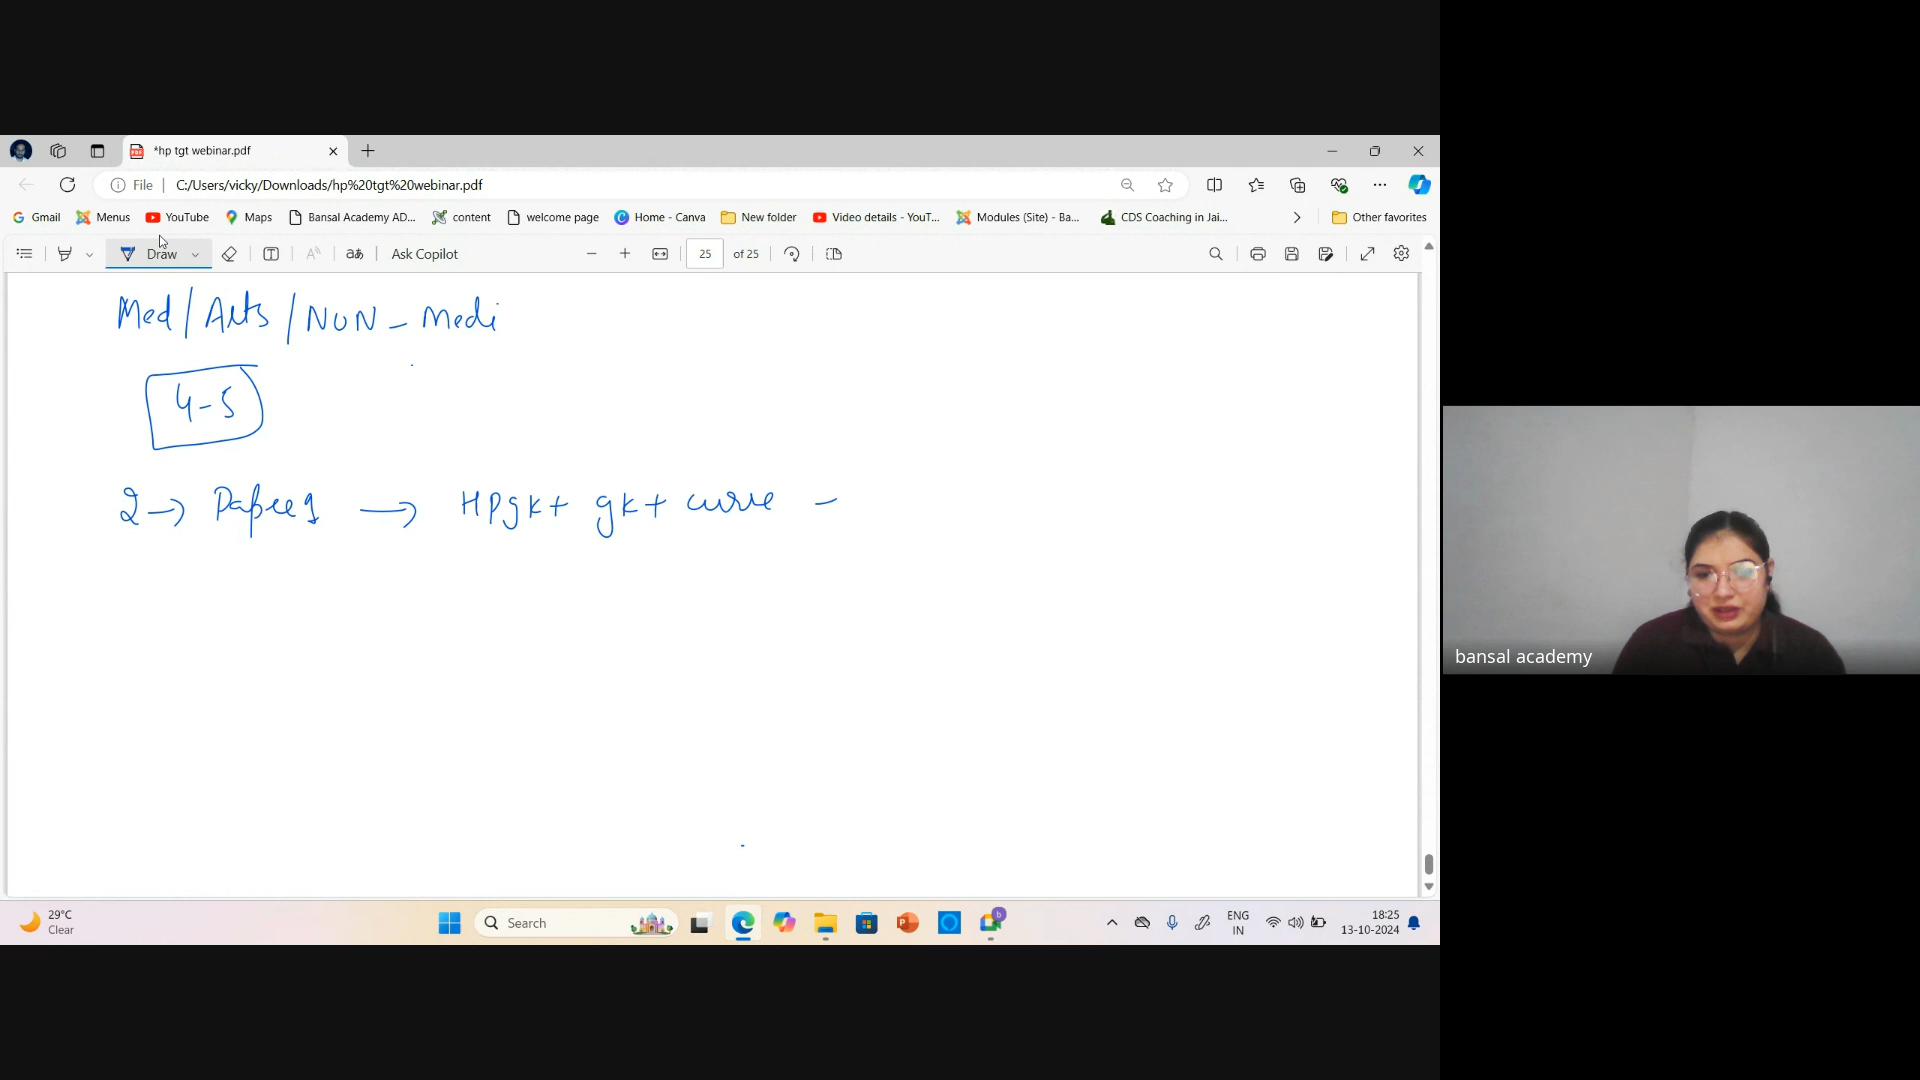 *hp tgt webinar.pdf
File C:/Users/vicky/Downloads/hp%20tgt%20webinar.pdf
Gmail Menus YouTube Maps Bansal Academy AD... content welcome page Home - Canva New folder Video details - YouT... Modules (Site) - Ba... CDS Coaching in Jai... Other favorites
Draw aあ Ask Copilot 25 of 25
Med/Arts/NON-Medi
4-5
2→ Paper 1 → HPgk+ gk+ curre -
bansal academy
29°C
Clear
Search
ENG
IN
18:25
13-10-2024